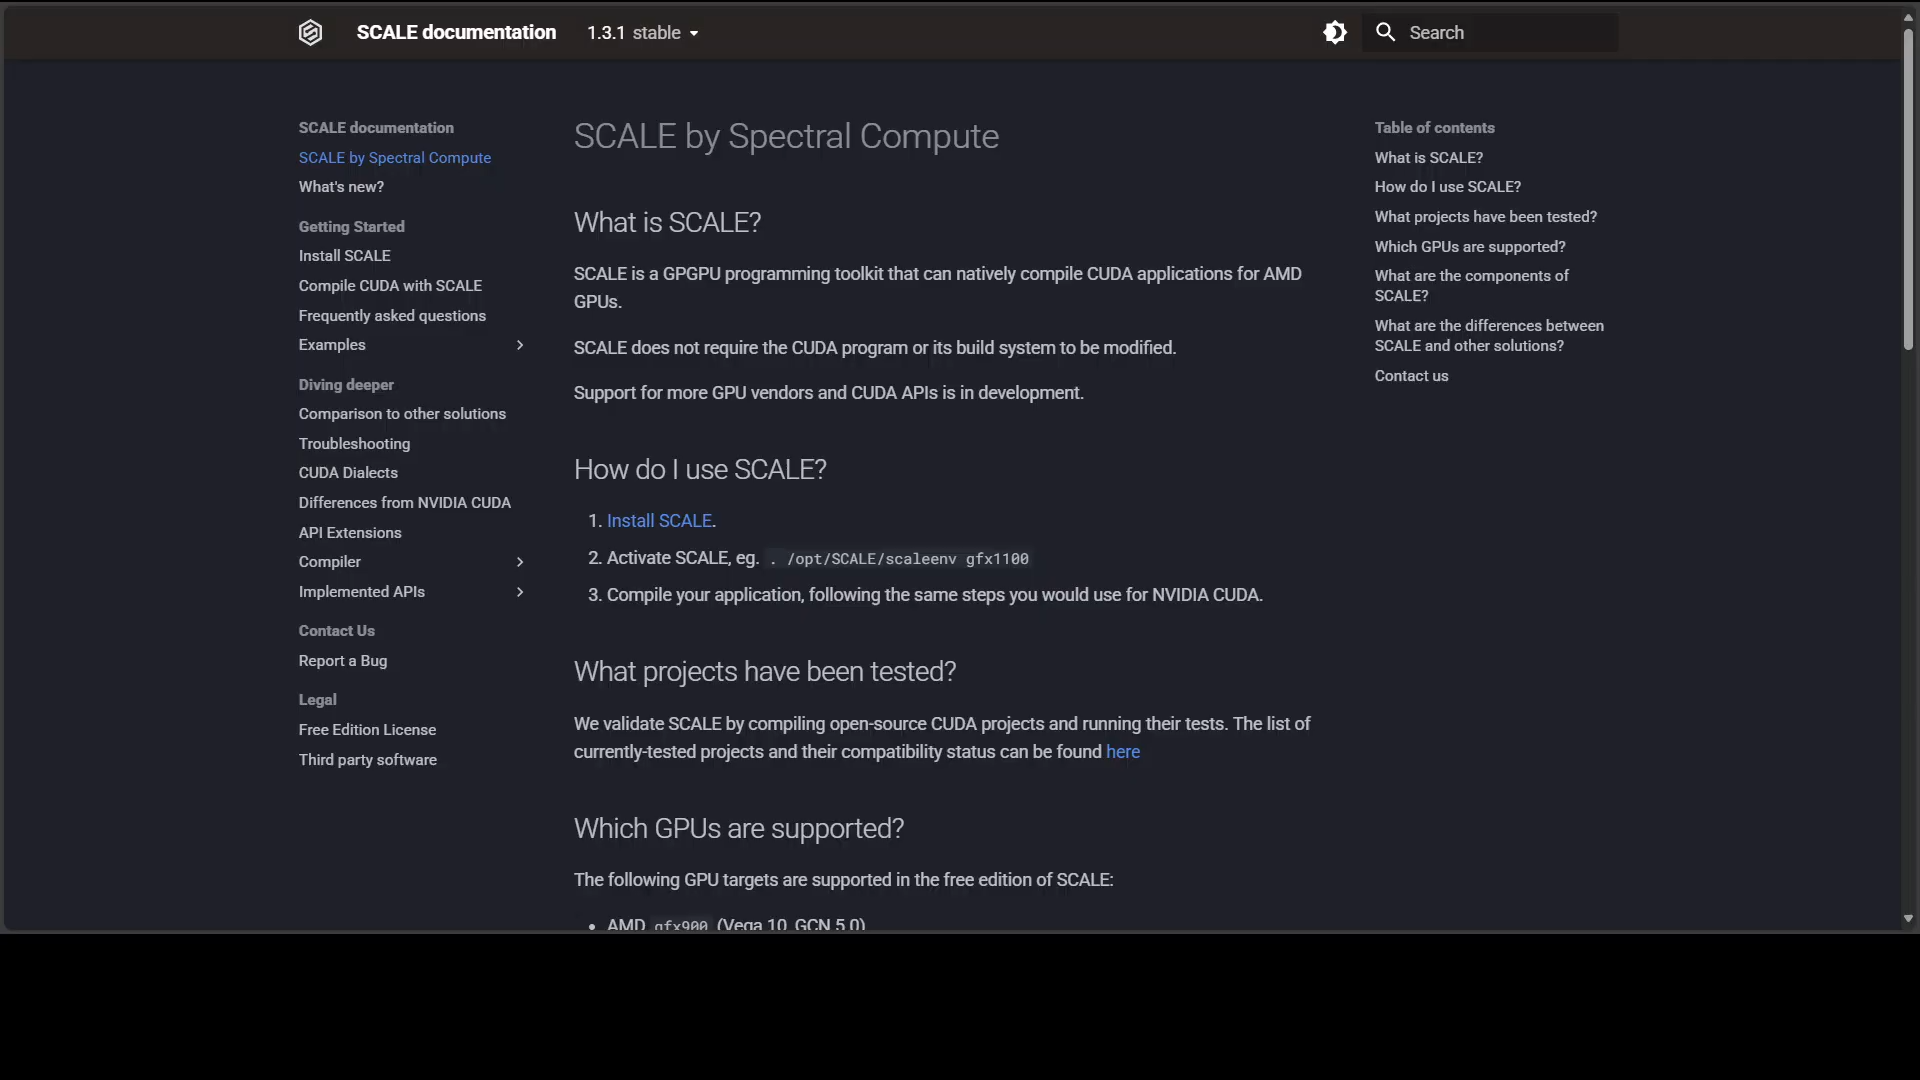 SCALE documentation
1.3.1 stable
Search
SCALE documentation
SCALE by Spectral Compute
What's new?
Getting Started
Install SCALE
Compile CUDA with SCALE
Frequently asked questions
Examples
Diving deeper
Comparison to other solutions
Troubleshooting
CUDA Dialects
Differences from NVIDIA CUDA
API Extensions
Compiler
Implemented APIs
Contact Us
Report a Bug
Legal
Free Edition License
Third party software
SCALE by Spectral Compute
What is SCALE?
SCALE is a GPGPU programming toolkit that can natively compile CUDA applications for AMD
GPUs.
SCALE does not require the CUDA program or its build system to be modified.
Support for more GPU vendors and CUDA APIs is in development.
How do I use SCALE?
1. Install SCALE.
2. Activate SCALE, eg. . /opt/SCALE/scaleenv gfx1100
3. Compile your application, following the same steps you would use for NVIDIA CUDA.
What projects have been tested?
We validate SCALE by compiling open-source CUDA projects and running their tests. The list of
currently-tested projects and their compatibility status can be found here
Which GPUs are supported?
The following GPU targets are supported in the free edition of SCALE:
• AMD gfx900 (Vega 10, GCN 5.0)
Table of contents
What is SCALE?
How do I use SCALE?
What projects have been tested?
Which GPUs are supported?
What are the components of
SCALE?
What are the differences between
SCALE and other solutions?
Contact us